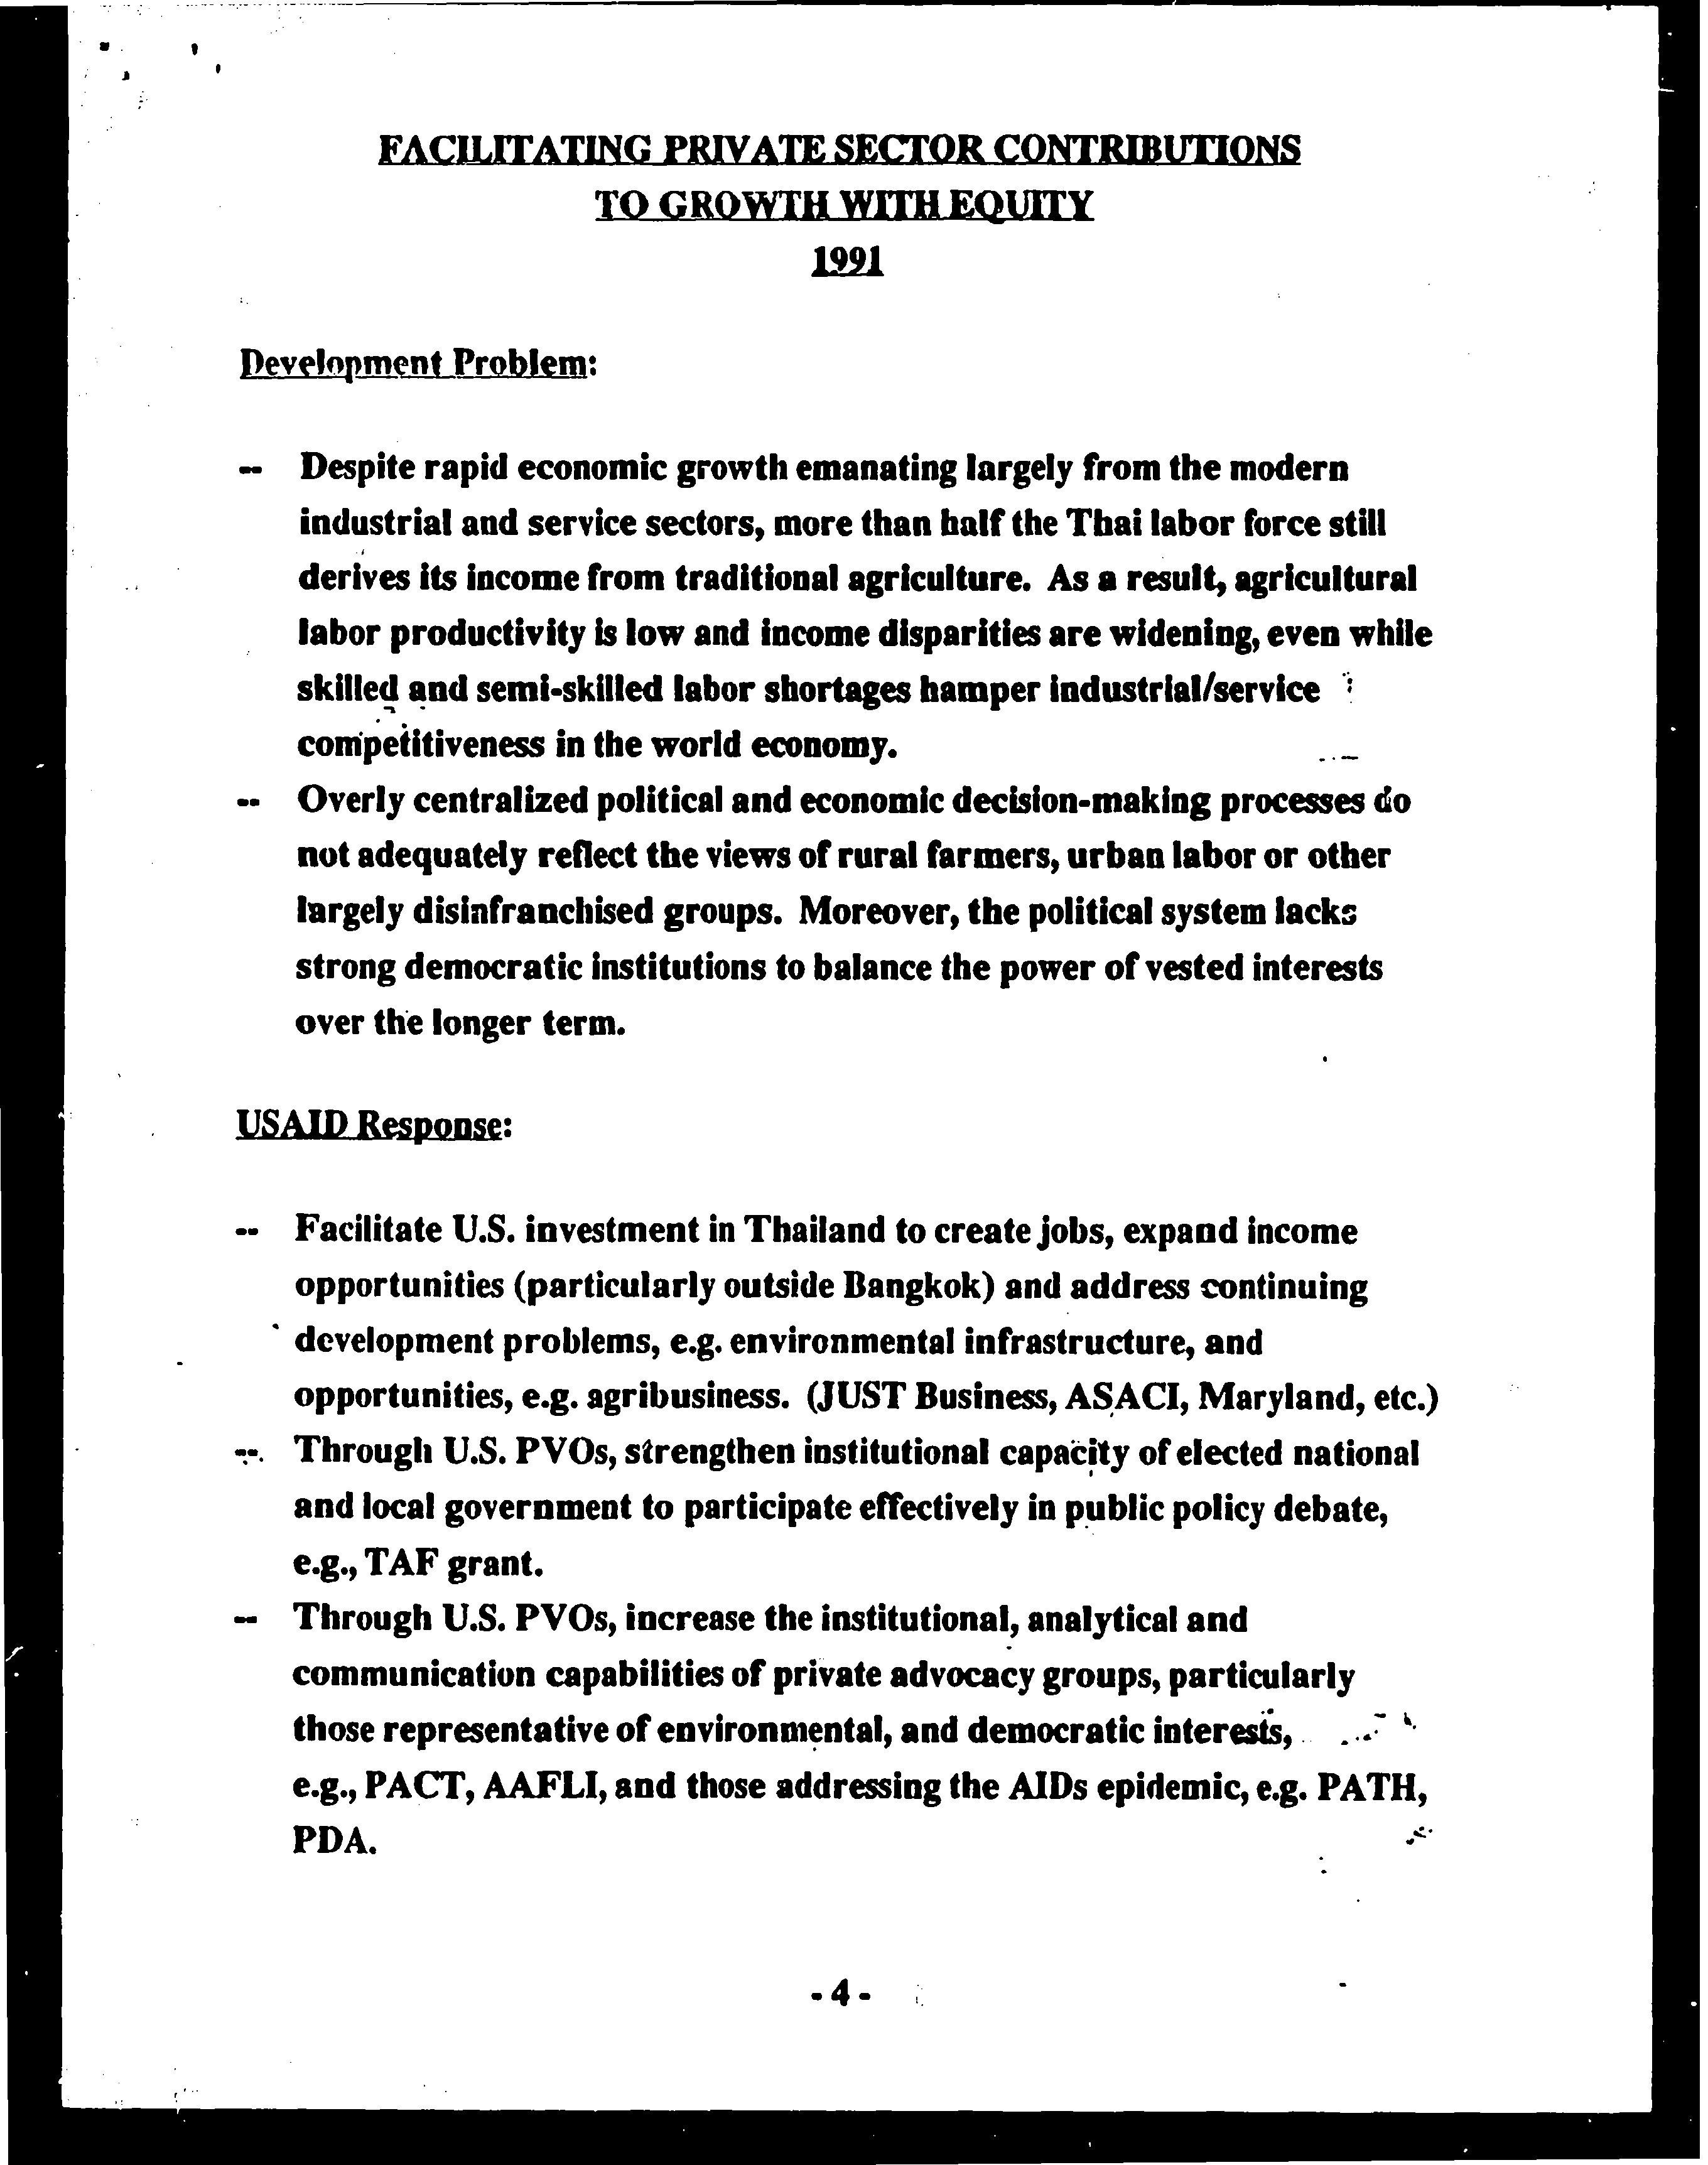 FACILITATING PRIVATE SECTOR CONTRIBUTIONS
TO GROWTH WITH EQUITY
1991
Development Problem:
-- Despite rapid economic growth emanating largely from the modern
industrial and service sectors, more than half the Thai labor force still
derives its income from traditional agriculture. As a result, agricultural
labor productivity is low and income disparities are widening, even while
skilled and semi-skilled labor shortages hamper industrial/service
competitiveness in the world economy.
-- Overly centralized political and economic decision-making processes do
not adequately reflect the views of rural farmers, urban labor or other
largely disinfranchised groups. Moreover, the political system lacks
strong democratic institutions to balance the power of vested interests
over the longer term.
USAID Response:
-- Facilitate U.S. investment in Thailand to create jobs, expand income
opportunities (particularly outside Bangkok) and address continuing
development problems, e.g. environmental infrastructure, and
opportunities, e.g. agribusiness. (JUST Business, ASACI, Maryland, etc.)
-- Through U.S. PVOs, strengthen institutional capacity of elected national
and local government to participate effectively in public policy debate,
e.g., TAF grant.
-- Through U.S. PVOs, increase the institutional, analytical and
communication capabilities of private advocacy groups, particularly
those representative of environmental, and democratic interests,
e.g., PACT, AAFLI, and those addressing the AIDs epidemic, e.g. PATH,
PDA.
- 4 -